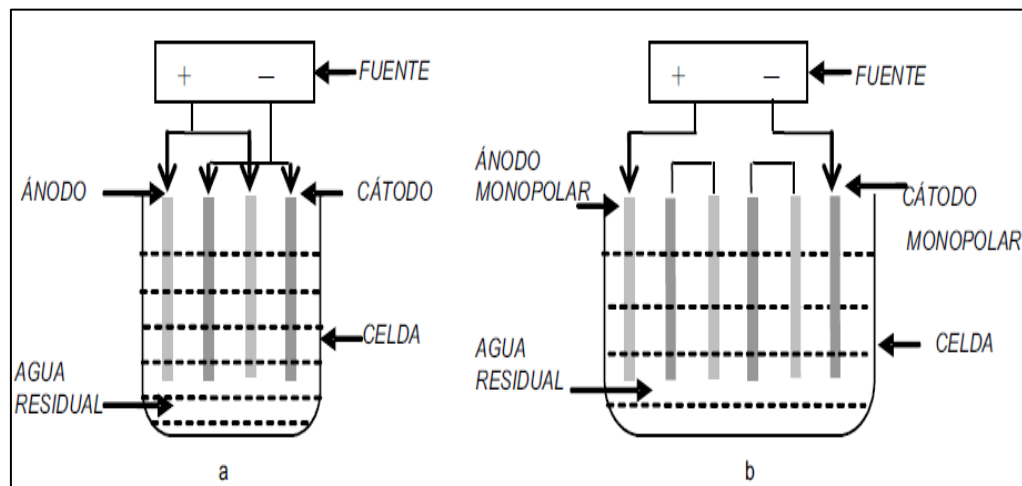 + −
FUENTE
ÁNODO
CÁTODO
CELDA
AGUA
RESIDUAL
a
+ −
FUENTE
ÁNODO
MONOPOLAR
CÁTODO
MONOPOLAR
CELDA
AGUA
RESIDUAL
b